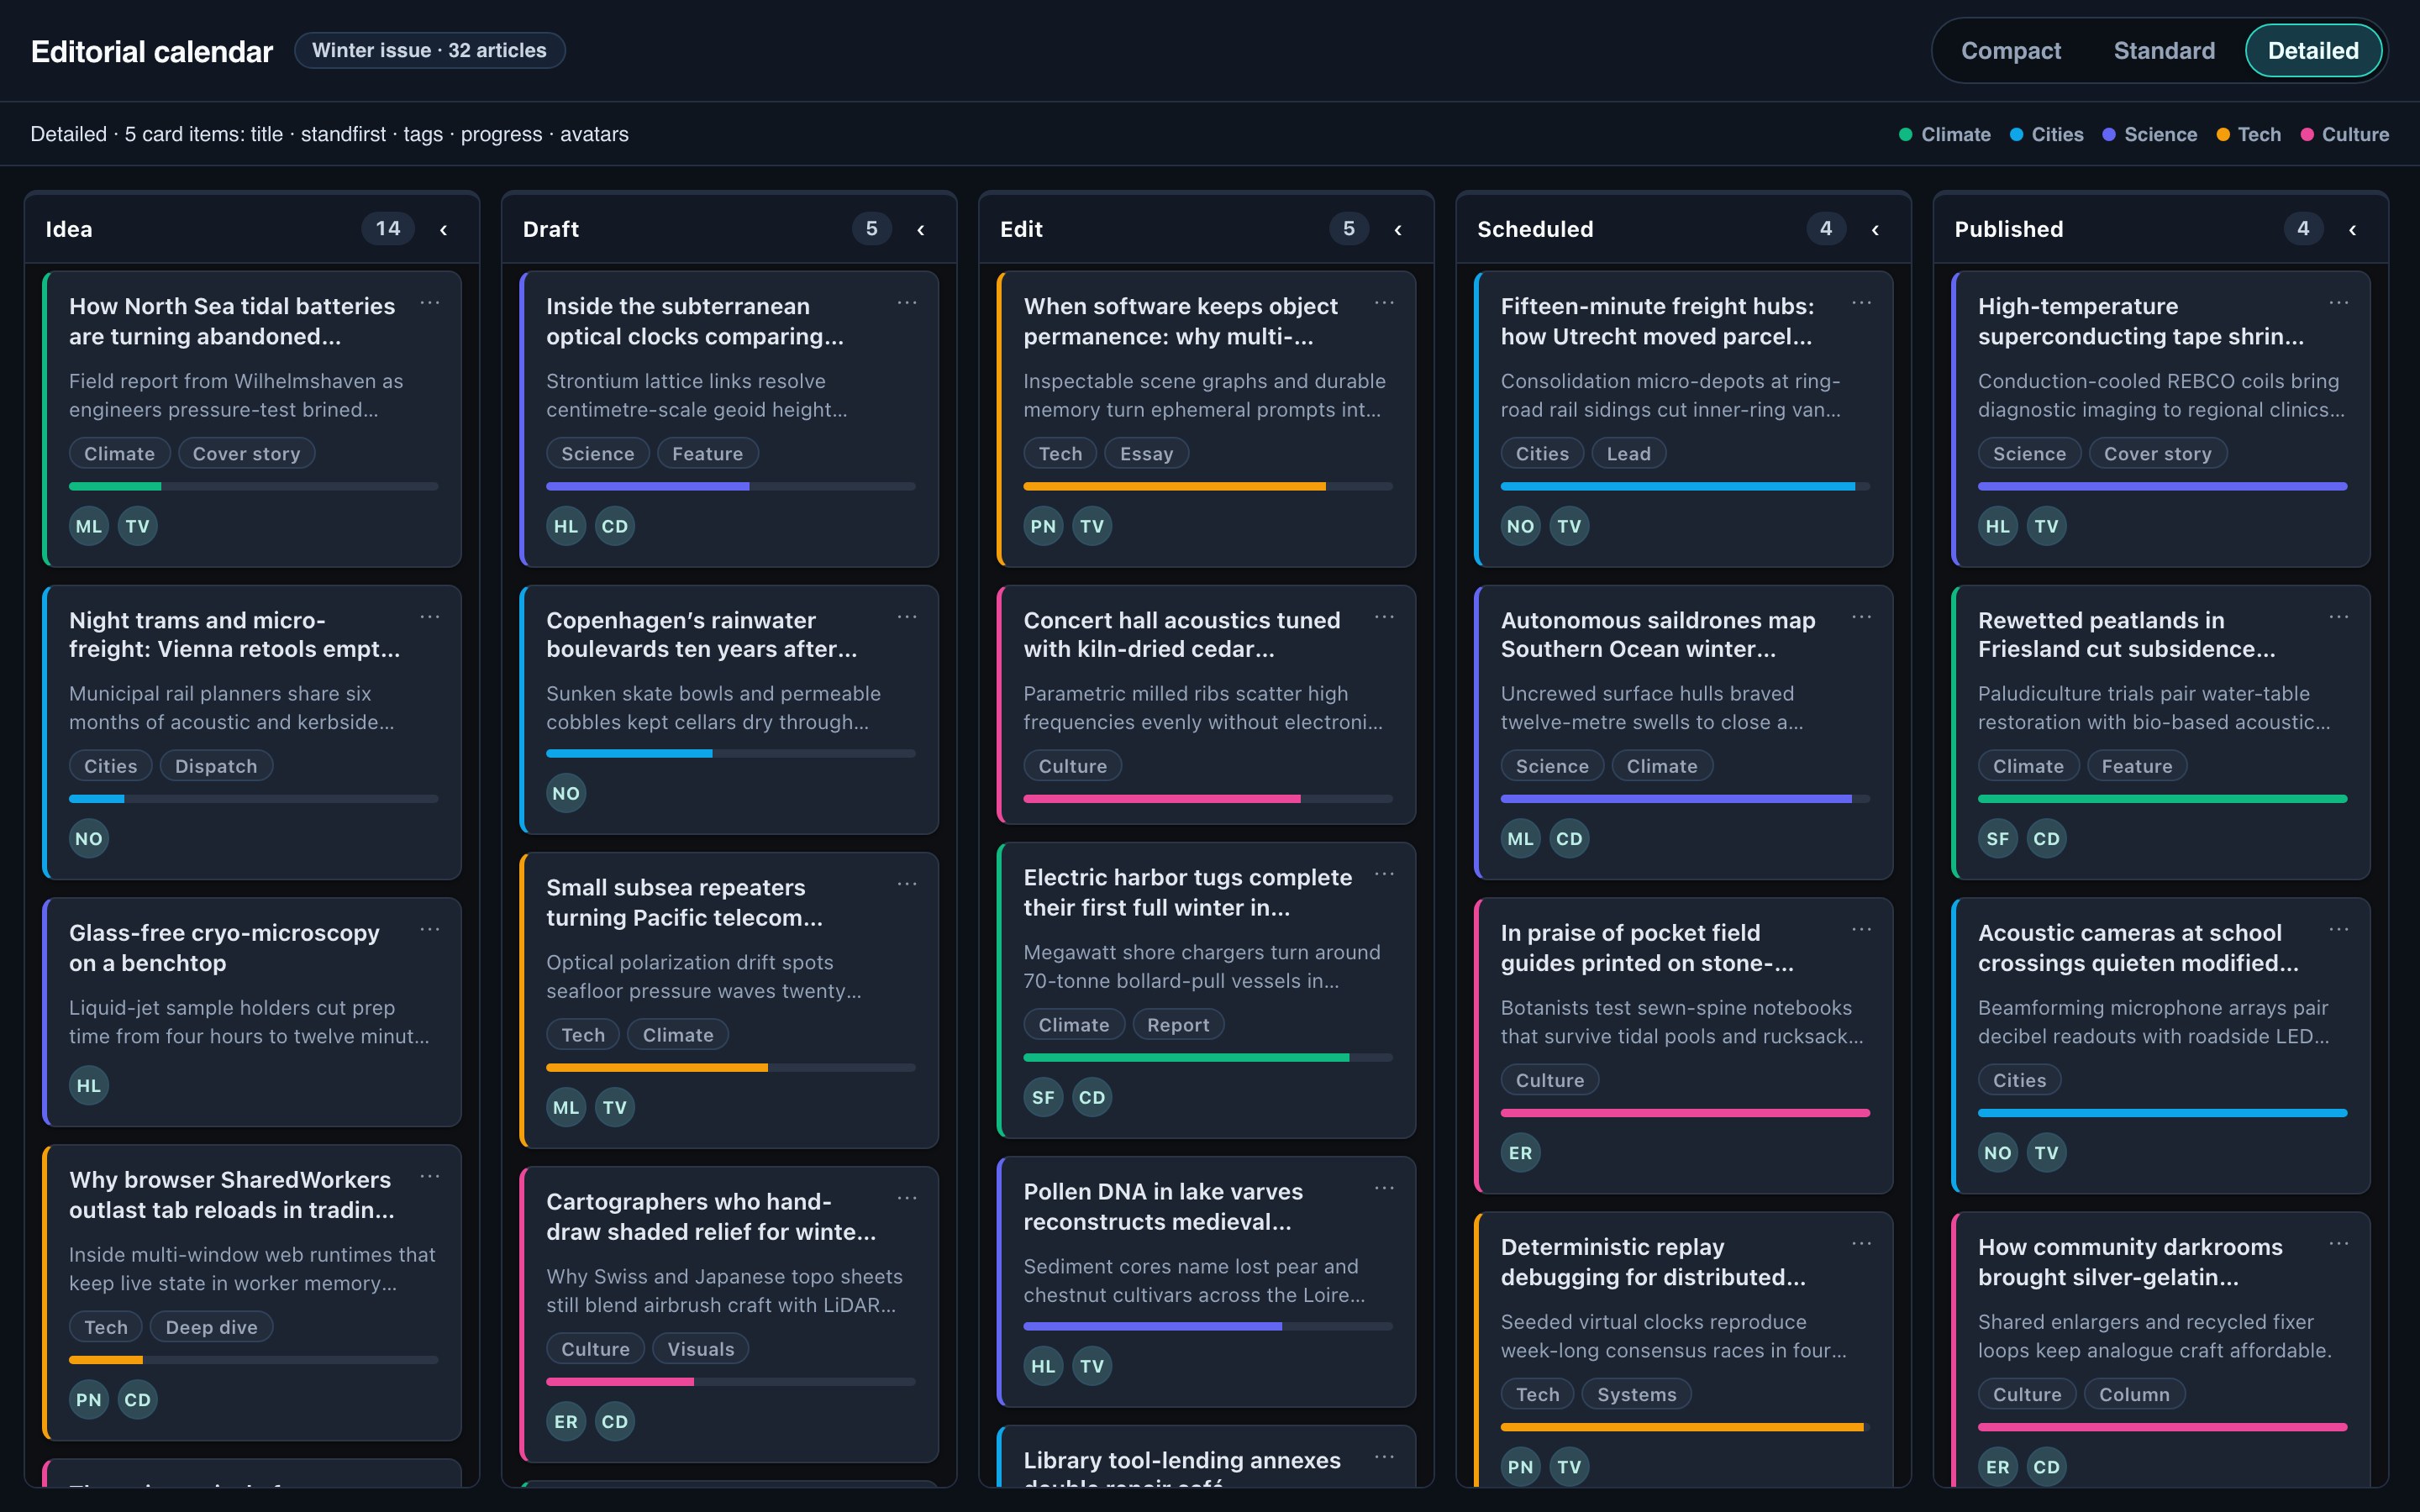 Editorial calendar
Winter issue · 32 articles
Compact
Standard
Detailed
Detailed · 5 card items: title · standfirst · tags · progress · avatars
Climate
Cities
Science
Tech
Culture
Idea
14
‹
How North Sea tidal batteries
are turning abandoned...
...
Field report from Wilhelmshaven as
engineers pressure-test brined...
Climate
Cover story
ML
TV
Night trams and micro-
freight: Vienna retools empt...
...
Municipal rail planners share six
months of acoustic and kerbside...
Cities
Dispatch
NO
Glass-free cryo-microscopy
on a benchtop
...
Liquid-jet sample holders cut prep
time from four hours to twelve minut...
HL
Why browser SharedWorkers
outlast tab reloads in tradin...
...
Inside multi-window web runtimes that
keep live state in worker memory...
Tech
Deep dive
PN
CD
Draft
5
‹
Inside the subterranean
optical clocks comparing...
...
Strontium lattice links resolve
centimetre-scale geoid height...
Science
Feature
HL
CD
Copenhagen’s rainwater
boulevards ten years after...
...
Sunken skate bowls and permeable
cobbles kept cellars dry through...
NO
Small subsea repeaters
turning Pacific telecom...
...
Optical polarization drift spots
seafloor pressure waves twenty...
Tech
Climate
ML
TV
Cartographers who hand-
draw shaded relief for winte...
...
Why Swiss and Japanese topo sheets
still blend airbrush craft with LiDAR...
Culture
Visuals
ER
CD
Edit
5
‹
When software keeps object
permanence: why multi-...
...
Inspectable scene graphs and durable
memory turn ephemeral prompts int...
Tech
Essay
PN
TV
Concert hall acoustics tuned
with kiln-dried cedar...
...
Parametric milled ribs scatter high
frequencies evenly without electroni...
Culture
Electric harbor tugs complete
their first full winter in...
...
Megawatt shore chargers turn around
70-tonne bollard-pull vessels in...
Climate
Report
SF
CD
Pollen DNA in lake varves
reconstructs medieval...
...
Sediment cores name lost pear and
chestnut cultivars across the Loire...
HL
TV
Library tool-lending annexes
double repair café
...
Scheduled
4
‹
Fifteen-minute freight hubs:
how Utrecht moved parcel...
...
Consolidation micro-depots at ring-
road rail sidings cut inner-ring van...
Cities
Lead
NO
TV
Autonomous saildrones map
Southern Ocean winter...
...
Uncrewed surface hulls braved
twelve-metre swells to close a...
Science
Climate
ML
CD
In praise of pocket field
guides printed on stone-...
...
Botanists test sewn-spine notebooks
that survive tidal pools and rucksack...
Culture
ER
Deterministic replay
debugging for distributed...
...
Seeded virtual clocks reproduce
week-long consensus races in four...
Tech
Systems
PN
TV
Published
4
‹
High-temperature
superconducting tape shrin...
...
Conduction-cooled REBCO coils bring
diagnostic imaging to regional clinics...
Science
Cover story
HL
TV
Rewetted peatlands in
Friesland cut subsidence...
...
Paludiculture trials pair water-table
restoration with bio-based acoustic...
Climate
Feature
SF
CD
Acoustic cameras at school
crossings quieten modified...
...
Beamforming microphone arrays pair
decibel readouts with roadside LED...
Cities
NO
TV
How community darkrooms
brought silver-gelatin...
...
Shared enlargers and recycled fixer
loops keep analogue craft affordable.
Culture
Column
ER
CD